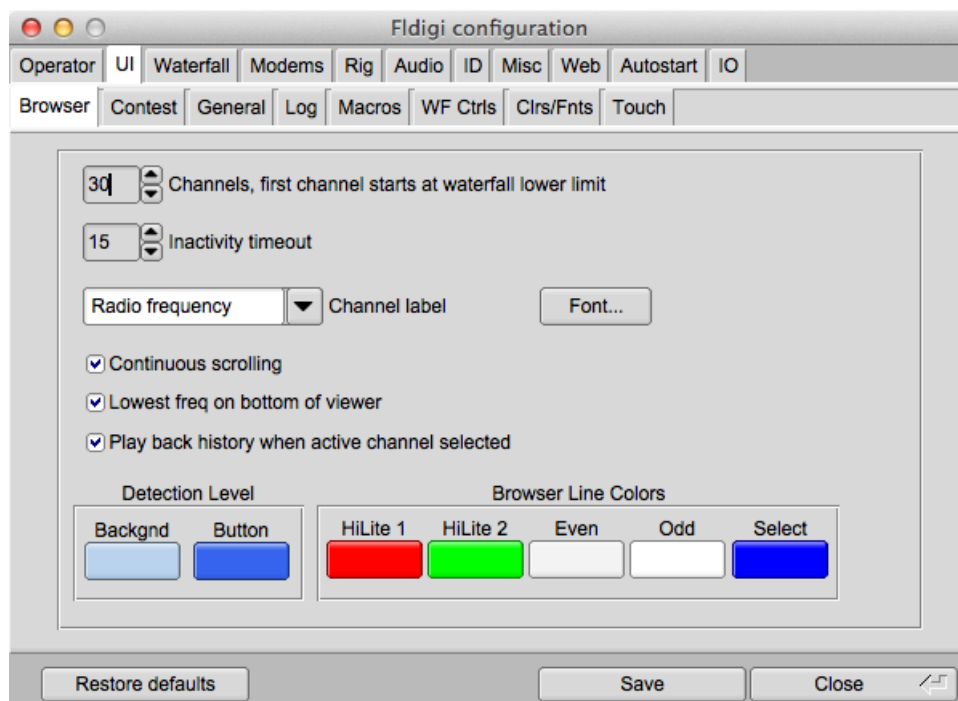 Fldigi configuration
Operator UI Waterfall Modems Rig Audio ID Misc Web Autostart IO
Browser Contest General Log Macros WF Ctrls Clrs/Fnts Touch
30 Channels, first channel starts at waterfall lower limit
15 Inactivity timeout
Radio frequency Channel label Font...
Continuous scrolling
Lowest freq on bottom of viewer
Play back history when active channel selected
Detection Level Browser Line Colors
Backgnd Button HiLite 1 HiLite 2 Even Odd Select
Restore defaults Save Close